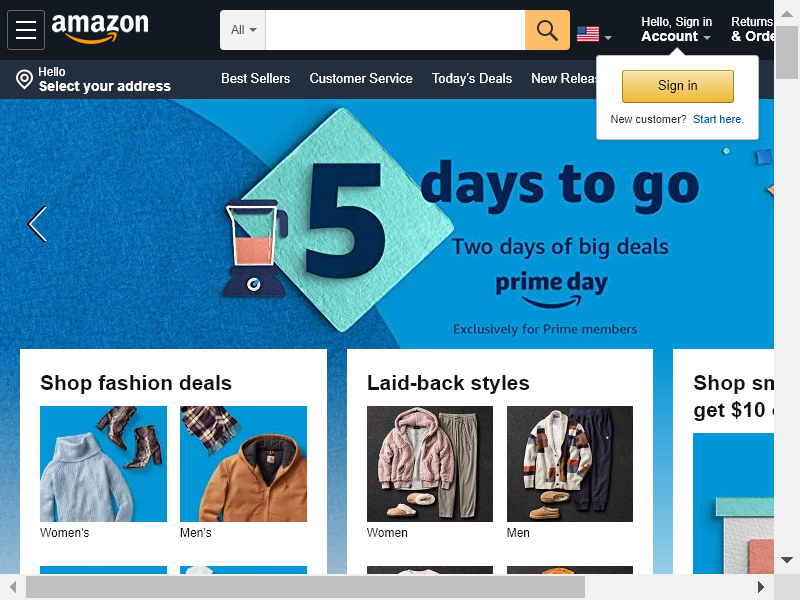 amazon
All
Hello, Sign in
Account
Returns
& Orde
Hello
Select your address
Best Sellers
Customer Service
Today's Deals
New Releas
Sign in
New customer? Start here.
5 days to go
Two days of big deals
prime day
Exclusively for Prime members
Shop fashion deals
Women's
Men's
Laid-back styles
Women
Men
Shop sm
get $10